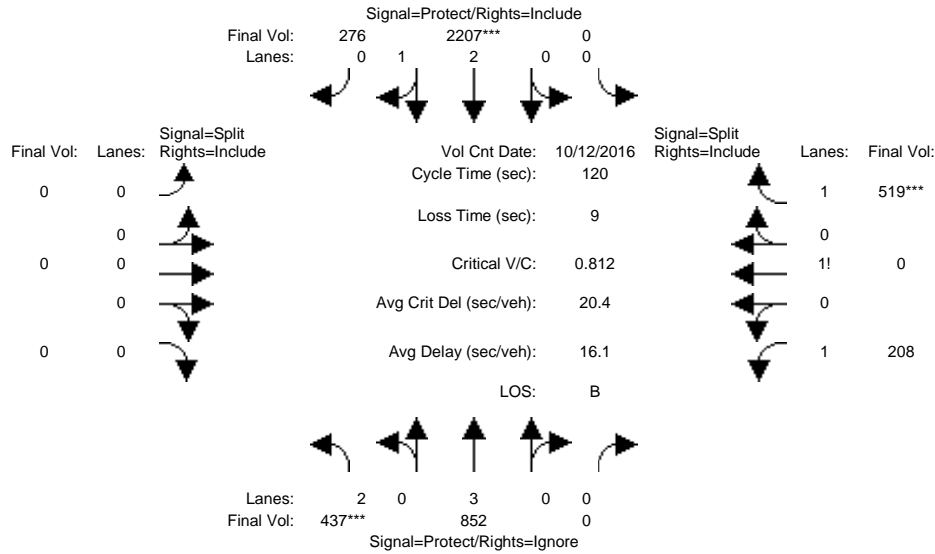 Signal=Protect/Rights=Include
Final Vol: 276 2207*** 0
Lanes: 0 1 2 0 0
Signal=Split
Final Vol: Lanes: Rights=Include
Vol Cnt Date: 10/12/2016
Signal=Split
Rights=Include Lanes: Final Vol:
Cycle Time (sec): 120
0 0
1 519***
Loss Time (sec): 9
0
0
0 0
Critical V/C: 0.812
1! 0
0
Avg Crit Del (sec/veh): 20.4
0
0 0
Avg Delay (sec/veh): 16.1
1 208
LOS: B
Lanes: 2 0 3 0 0
Final Vol: 437*** 852 0
Signal=Protect/Rights=Ignore